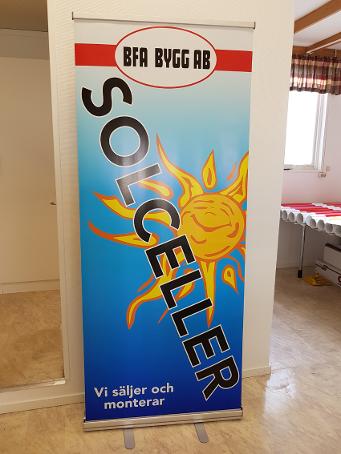 BFA BYGG AB
SOLCELLER
Vi säljer och
monterar